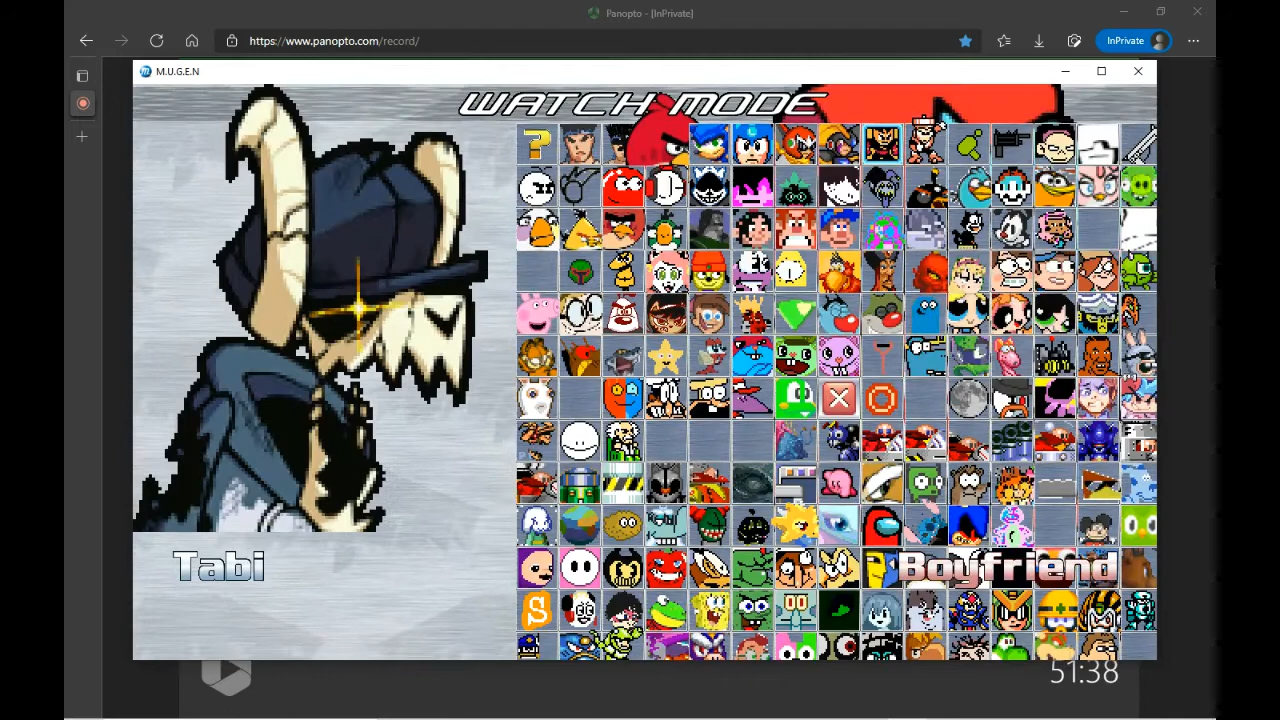 Panopto - [InPrivate]
https://www.panopto.com/record/
InPrivate
M.U.G.E.N
WATCH MODE
Tabi
Boyfriend
51:38